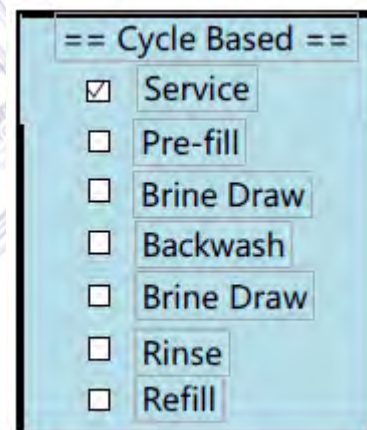 == Cycle Based ==
Service
Pre-fill
Brine Draw
Backwash
Brine Draw
Rinse
Refill